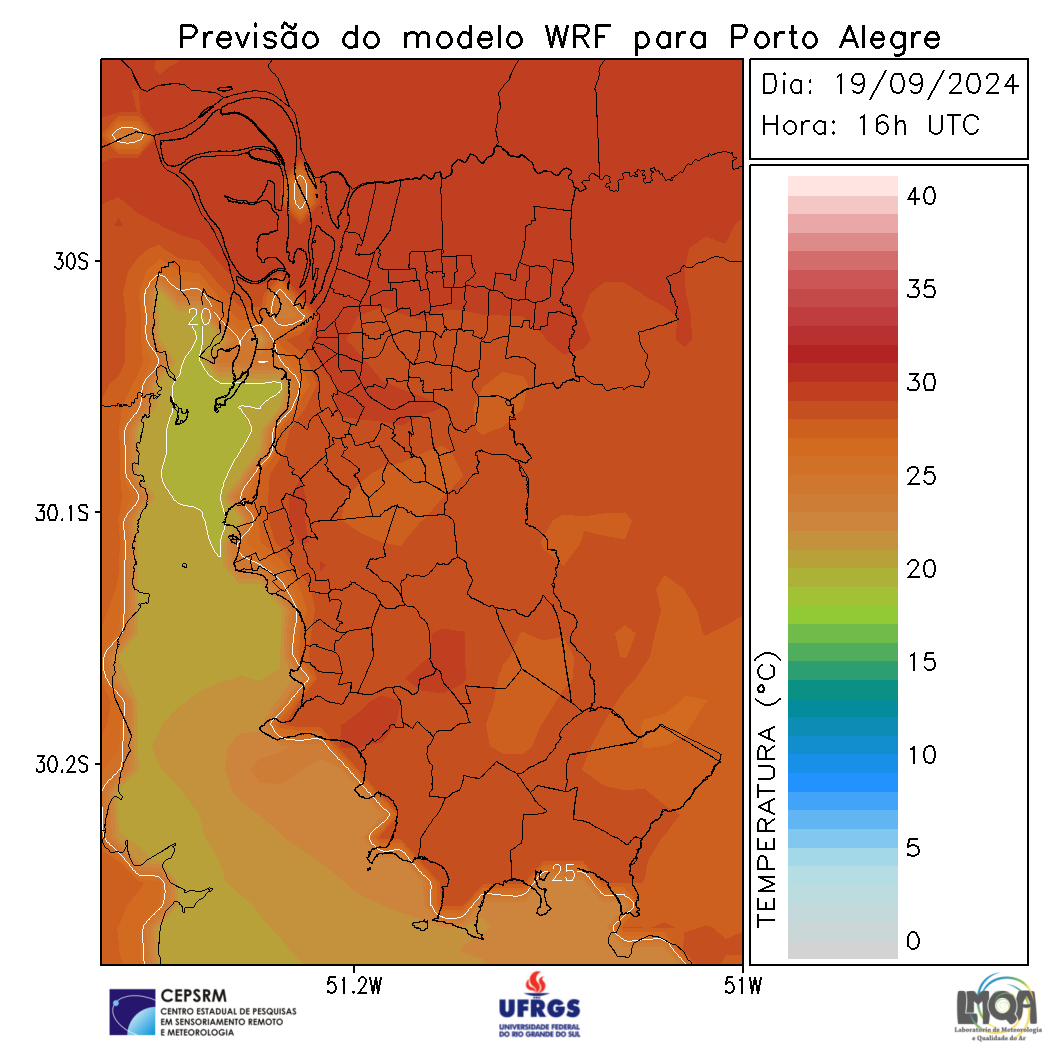 Previsão do modelo WRF para Porto Alegre
Dia: 19/09/2024
Hora: 16h UTC
30S
30.1S
30.2S
51.2W
51W
20
25
TEMPERATURA (°C)
40
35
30
25
20
15
10
5
0
CEPSRM
CENTRO ESTADUAL DE PESQUISAS
EM SENSORIAMENTO REMOTO
E METEOROLOGIA
UFRGS
UNIVERSIDADE FEDERAL
DO RIO GRANDE DO SUL
LMQA
Laboratório de Meteorologia
e Qualidade do Ar